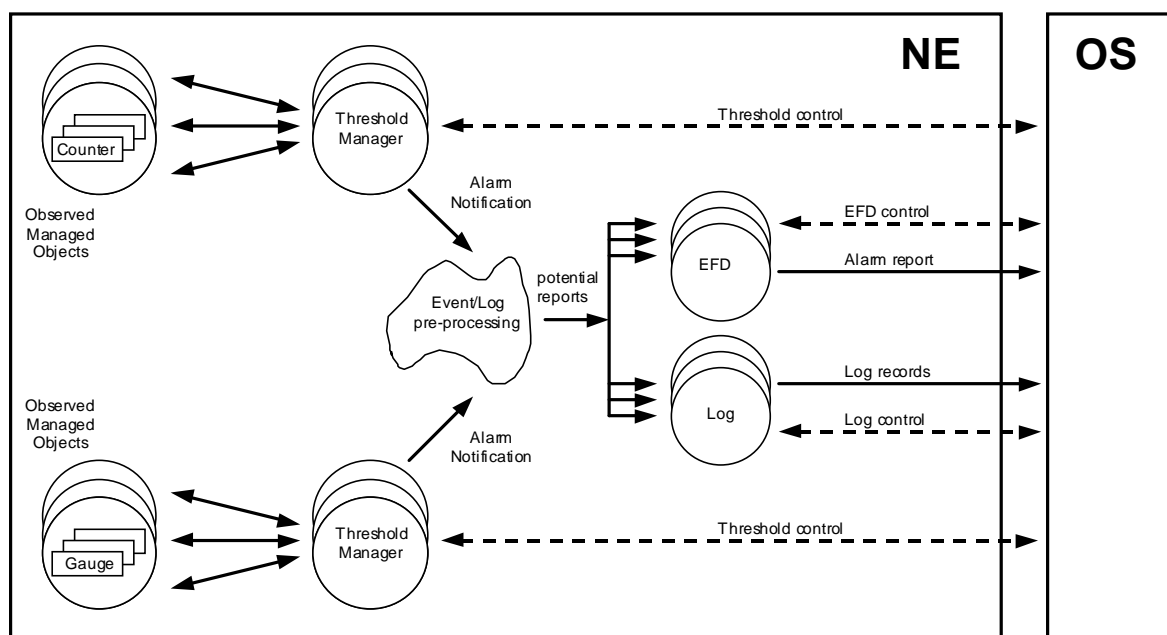 NE
OS
Counter
Threshold
Manager
Threshold control
Observed
Managed
Objects
Alarm
Notification
EFD control
EFD
Alarm report
potential
reports
Event/Log
pre-processing
Log records
Log
Log control
Observed
Managed
Objects
Alarm
Notification
Threshold
Manager
Threshold control
Gauge